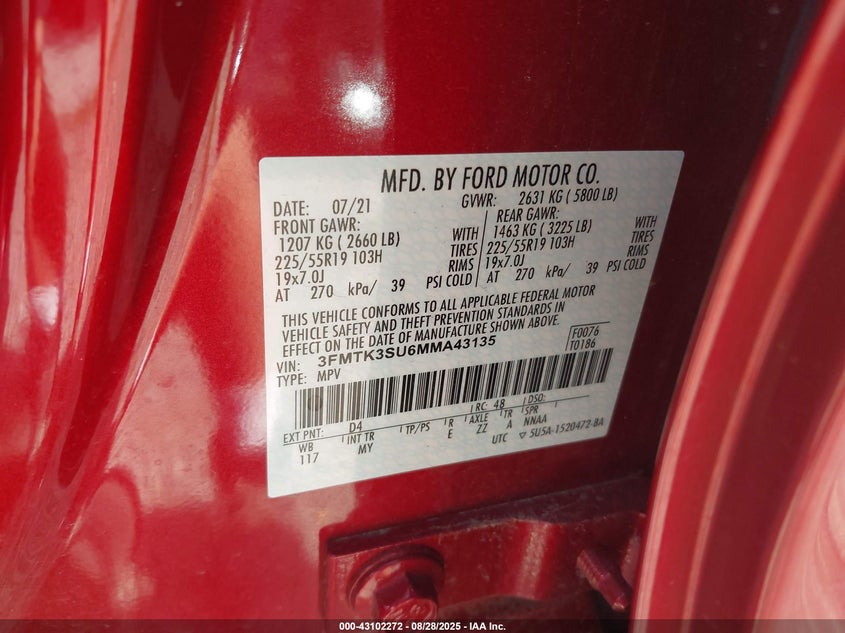 MFD. BY FORD MOTOR CO.
DATE: 07/21 GVWR: 2631 KG ( 5800 LB)
FRONT GAWR: REAR GAWR:
1207 KG ( 2660 LB) WITH 1463 KG ( 3225 LB) WITH
225/55R19 103H TIRES 225/55R19 103H TIRES
19x7.0J RIMS 19x7.0J RIMS
AT 270 kPa/ 39 PSI COLD AT 270 kPa/ 39 PSI COLD
THIS VEHICLE CONFORMS TO ALL APPLICABLE FEDERAL MOTOR
VEHICLE SAFETY AND THEFT PREVENTION STANDARDS IN
EFFECT ON THE DATE OF MANUFACTURE SHOWN ABOVE.
VIN: 3FMTK3SU6MMA43135 F0076
TYPE: MPV T0186
EXT PNT: D4 RC: 48 DSO:
WB INT TR TP/PS R AXLE TR SPR
117 MY E ZZ A NNAA
UTC ▽ 5U5A-1520472-BA
000-43102272 - 08/28/2025 - IAA Inc.